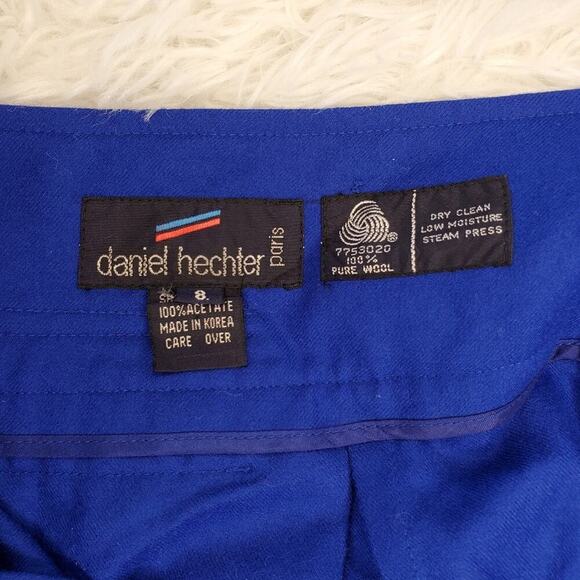 daniel hechter paris
8.
100% ACETATE
MADE IN KOREA
CARE OVER
®
7753020
100%
PURE WOOL
DRY CLEAN
LOW MOISTURE
STEAM PRESS